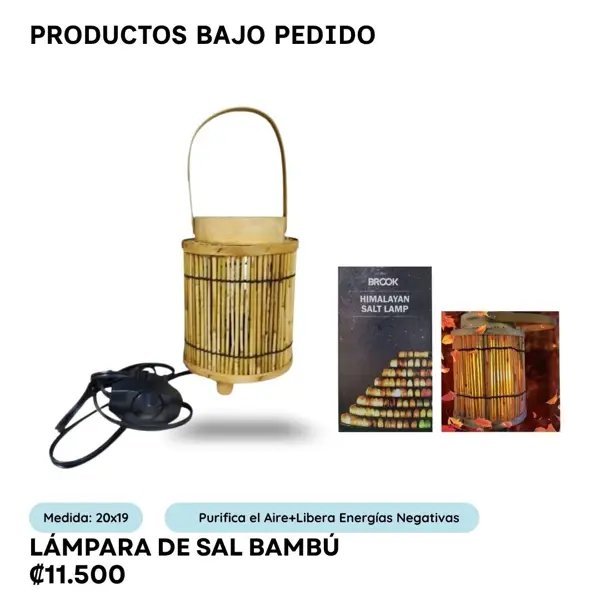 PRODUCTOS BAJO PEDIDO
BROOK
HIMALAYAN
SALT LAMP
Medida: 20x19
Purifica el Aire+Libera Energías Negativas
LÁMPARA DE SAL BAMBÚ
₡11.500